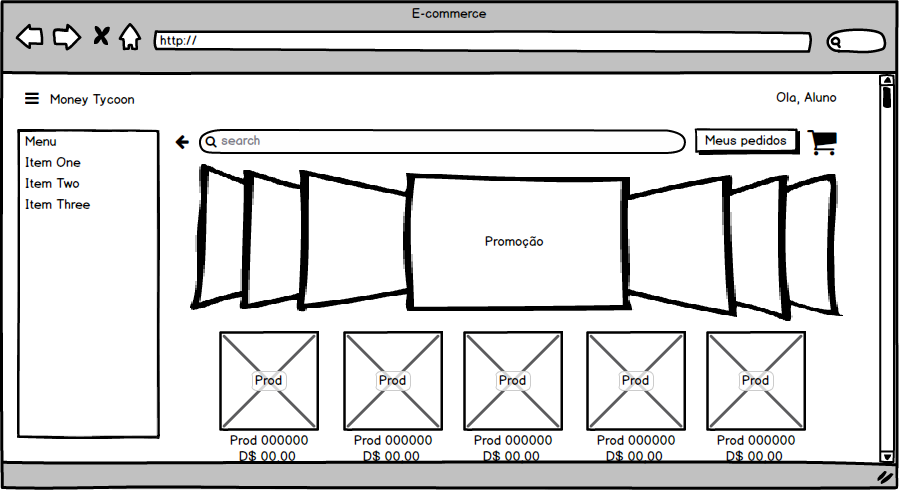 E-commerce
http://
Money Tycoon
Ola, Aluno
Menu
Item One
Item Two
Item Three
search
Meus pedidos
Promoção
Prod Prod Prod Prod Prod
Prod 000000 Prod 000000 Prod 000000 Prod 000000 Prod 000000
D$ 00.00 D$ 00.00 D$ 00.00 D$ 00.00 D$ 00.00